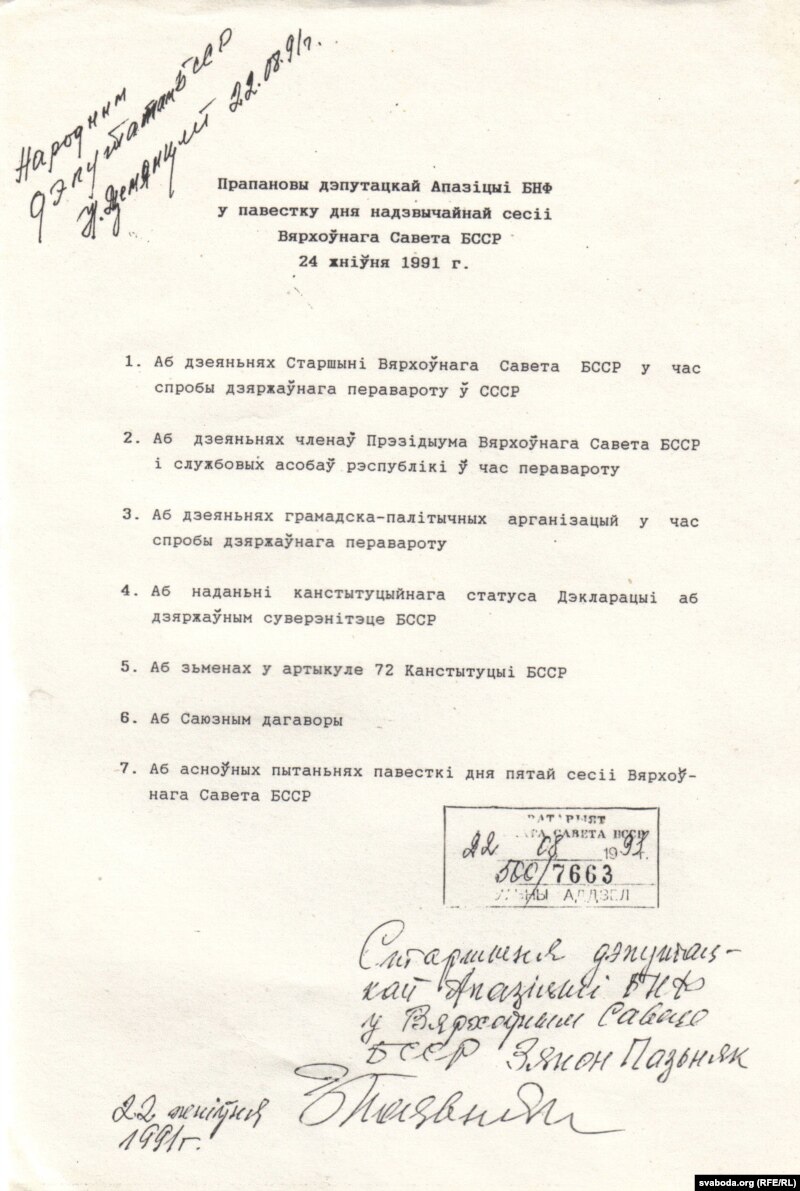 Народным
дэпутатам БССР
У. Дземянцей 22.08.91г.
Прапановы дэпутацкай Апазіцыі БНФ
у павестку дня надзвычайнай сесіі
Вярхоўнага Савета БССР
24 жніўня 1991 г.
1. Аб дзеяньнях Старшыні Вярхоўнага Савета БССР у час
спробы дзяржаўнага перавароту ў СССР
2. Аб дзеяньнях членаў Прэзідыума Вярхоўнага Савета БССР
і службовых асобаў рэспублікі ў час перавароту
3. Аб дзеяньнях грамадска-палітычных арганізацый у час
спробы дзяржаўнага перавароту
4. Аб наданьні канстытуцыйнага статуса Дэкларацыі аб
дзяржаўным суверэнітэце БССР
5. Аб зьменах у артыкуле 72 Канстытуцыі БССР
6. Аб Саюзным дагаворы
7. Аб асноўных пытаньнях павесткі дня пятай сесіі Вярхоў-
нага Савета БССР
САВЕТА БССР
22 08 1991 г.
500/7663
АДДЗЕЛ
Старшыня дэпутац-
кай Апазіцыі БНФ
у Вярхоўным Савеце
БССР Зянон Пазьняк
22 жніўня
1991г.
svaboda.org (RFE/RL)